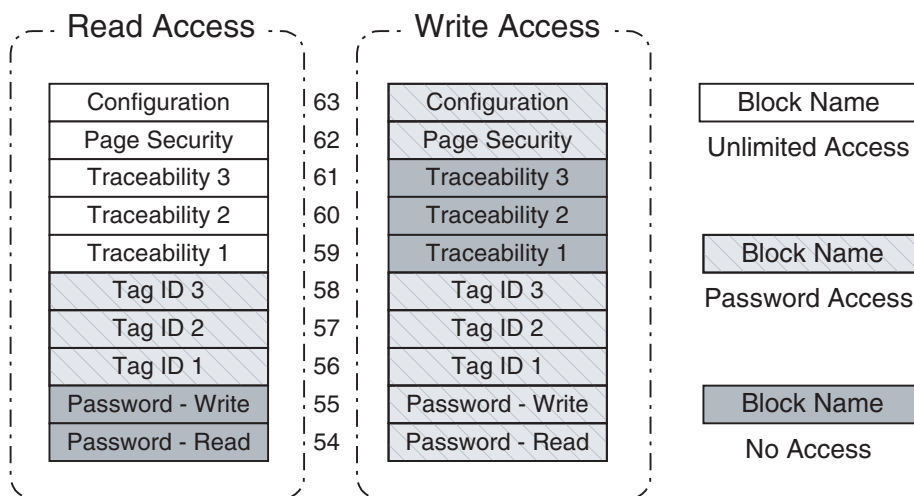 Read Access Write Access
Configuration 63 Configuration Block Name
Page Security 62 Page Security Unlimited Access
Traceability 3 61 Traceability 3
Traceability 2 60 Traceability 2
Traceability 1 59 Traceability 1 Block Name
Tag ID 3 58 Tag ID 3 Password Access
Tag ID 2 57 Tag ID 2
Tag ID 1 56 Tag ID 1
Password - Write 55 Password - Write Block Name
Password - Read 54 Password - Read No Access